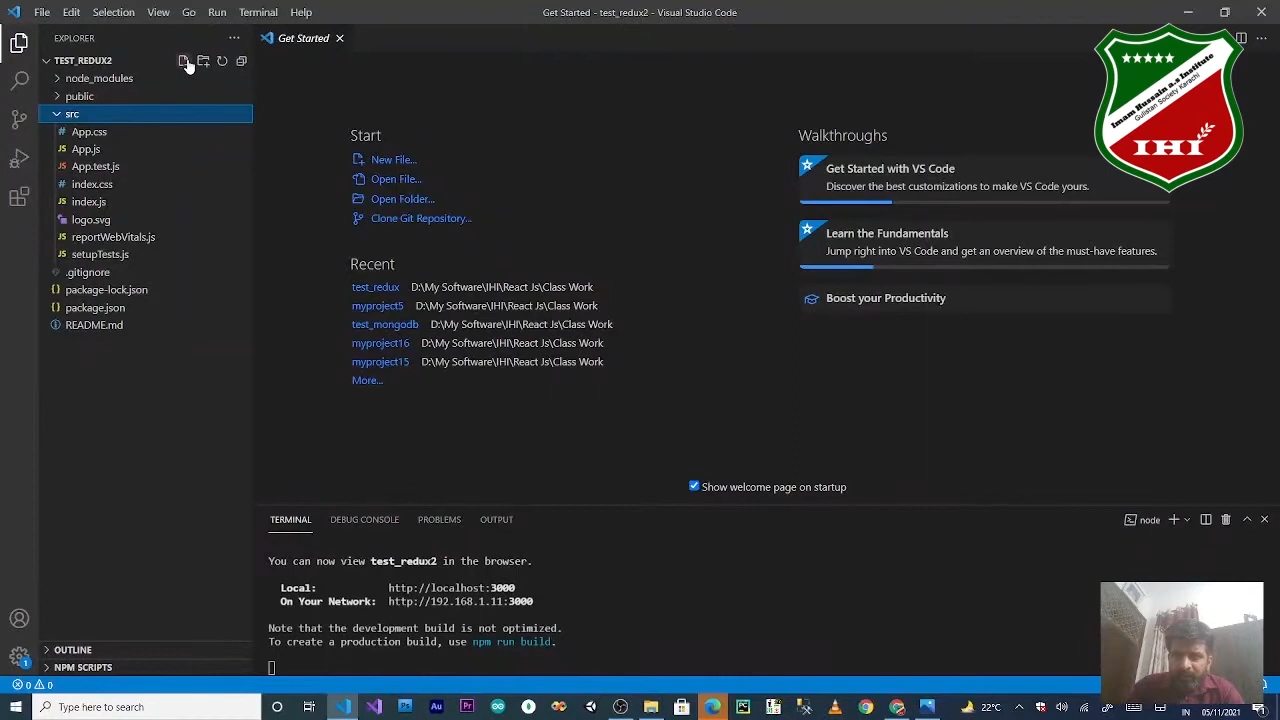 File Edit Selection View Go Run Terminal Help
Get Started - test_redux2 - Visual Studio Code
EXPLORER
Get Started
TEST_REDUX2
node_modules
public
src
App.css
App.js
App.test.js
index.css
index.js
logo.svg
reportWebVitals.js
setupTests.js
.gitignore
package-lock.json
package.json
README.md
OUTLINE
NPM SCRIPTS
Start
New File...
Open File...
Open Folder...
Clone Git Repository...
Recent
test_redux D:\My Software\IHI\React Js\Class Work
myproject5 D:\My Software\IHI\React Js\Class Work
test_mongodb D:\My Software\IHI\React Js\Class Work
myproject16 D:\My Software\IHI\React Js\Class Work
myproject15 D:\My Software\IHI\React Js\Class Work
More...
Walkthroughs
Get Started with VS Code
Discover the best customizations to make VS Code yours.
Learn the Fundamentals
Jump right into VS Code and get an overview of the must-have features.
Boost your Productivity
Show welcome page on startup
Imam Hussain a.s Institute
Gulistan Society Karachi
IHI
TERMINAL DEBUG CONSOLE PROBLEMS OUTPUT
node
You can now view test_redux2 in the browser.
Local: http://localhost:3000
On Your Network: http://192.168.1.11:3000
Note that the development build is not optimized.
To create a production build, use npm run build.
1
0 0
Type here to search
22°C
IN
05/11/2021